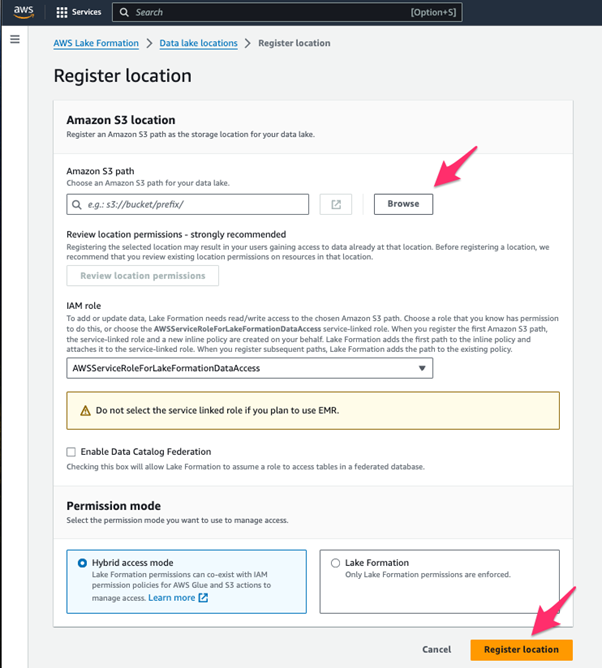 aws Services Search [Option+S]
AWS Lake Formation > Data lake locations > Register location
Register location
Amazon S3 location
Register an Amazon S3 path as the storage location for your data lake.
Amazon S3 path
Choose an Amazon S3 path for your data lake.
e.g.: s3://bucket/prefix/ Browse
Review location permissions - strongly recommended
Registering the selected location may result in your users gaining access to data already at that location. Before registering a location, we
recommend that you review existing location permissions on resources in that location.
Review location permissions
IAM role
To add or update data, Lake Formation needs read/write access to the chosen Amazon S3 path. Choose a role that you know has permission
to do this, or choose the AWSServiceRoleForLakeFormationDataAccess service-linked role. When you register the first Amazon S3 path,
the service-linked role and a new inline policy are created on your behalf. Lake Formation adds the first path to the inline policy and
attaches it to the service-linked role. When you register subsequent paths, Lake Formation adds the path to the existing policy.
AWSServiceRoleForLakeFormationDataAccess
Do not select the service linked role if you plan to use EMR.
Enable Data Catalog Federation
Checking this box will allow Lake Formation to assume a role to access tables in a federated database.
Permission mode
Select the permission mode you want to use to manage access.
Hybrid access mode
Lake Formation permissions can co-exist with IAM
permission policies for AWS Glue and S3 actions to
manage access. Learn more
Lake Formation
Only Lake Formation permissions are enforced.
Cancel Register location